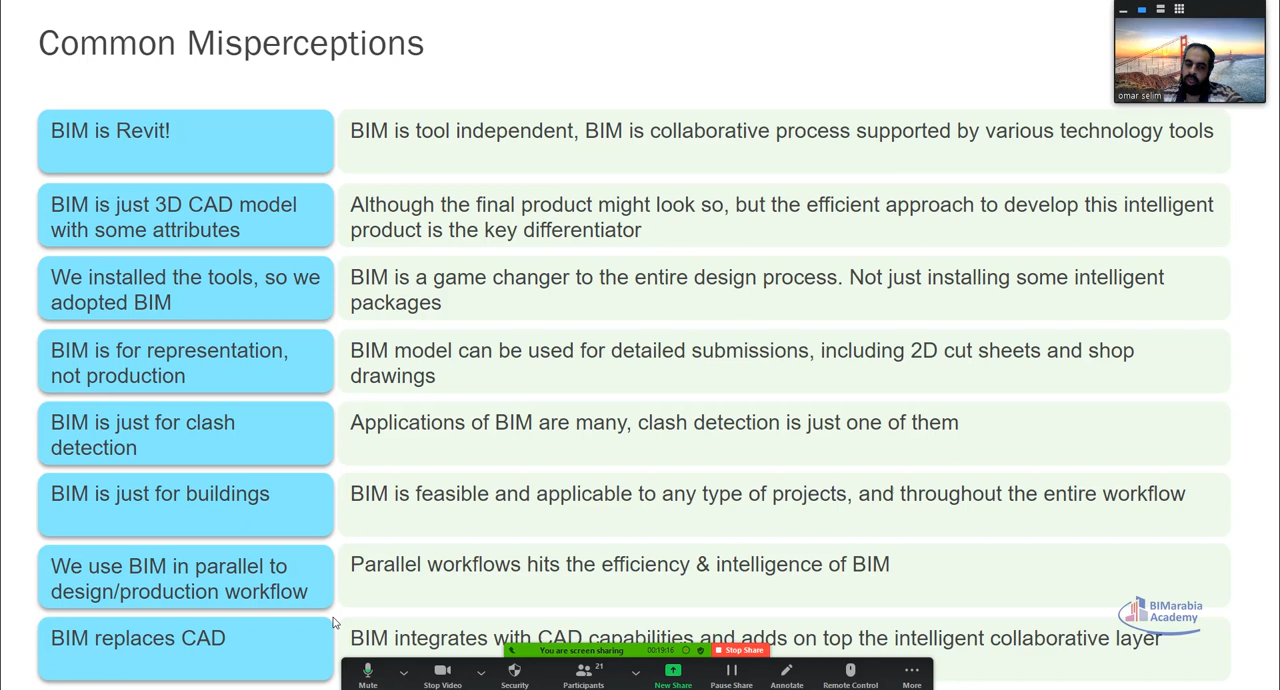 Common Misperceptions
omar selim
BIM is Revit!
BIM is tool independent, BIM is collaborative process supported by various technology tools
BIM is just 3D CAD model
with some attributes
Although the final product might look so, but the efficient approach to develop this intelligent
product is the key differentiator
We installed the tools, so we
adopted BIM
BIM is a game changer to the entire design process. Not just installing some intelligent
packages
BIM is for representation,
not production
BIM model can be used for detailed submissions, including 2D cut sheets and shop
drawings
BIM is just for clash
detection
Applications of BIM are many, clash detection is just one of them
BIM is just for buildings
BIM is feasible and applicable to any type of projects, and throughout the entire workflow
We use BIM in parallel to
design/production workflow
Parallel workflows hits the efficiency & intelligence of BIM
BIMarabia
Academy
BIM replaces CAD
BIM integrates with CAD capabilities and adds on top the intelligent collaborative layer
You are screen sharing
00:19:16
Stop Share
21
Mute
Stop Video
Security
Participants
New Share
Pause Share
Annotate
Remote Control
More